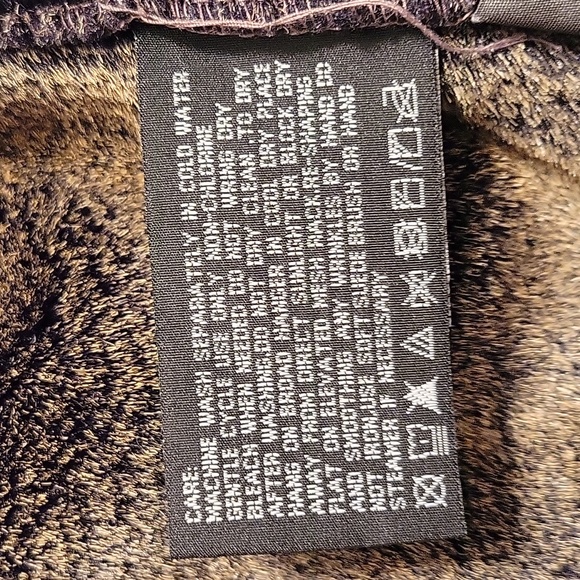 CARE:
MACHINE WASH SEPARATELY IN COLD WATER
GENTLE CYCLE USE ONLY NON-CHLORINE
BLEACH WHEN NEEDED DO NOT WRING DRY
AFTER WASHING DO NOT DRY CLEAN TO DRY
HANG ON BROAD HANGER IN COOL DRY PLACE
AWAY FROM DIRECT SUNLIGHT OR BLOCK DRY
FLAT ON ELEVATED MESH RACK RE-SHAPING
SMOOTHING ANY WRINKLES BY HAND DO
NOT IRON USE SOFT SUEDE BRUSH OR HAND
STEAMER IF NECESSARY